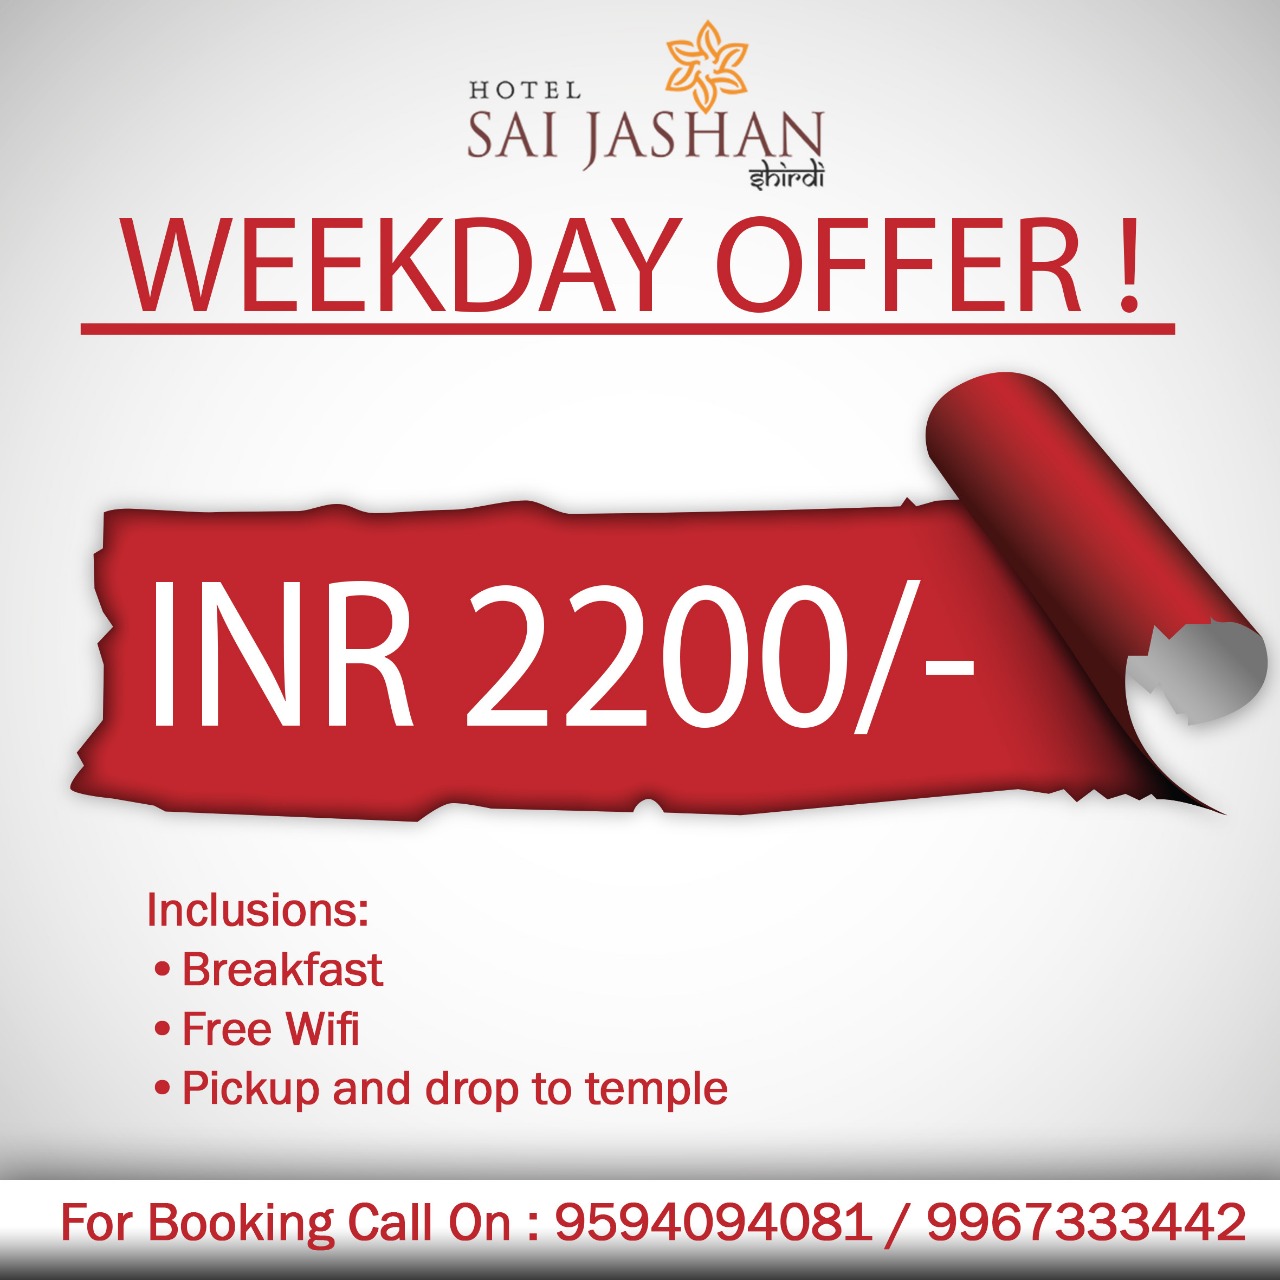 HOTEL
SAI JASHAN
shirdi
WEEKDAY OFFER !
INR 2200/-
Inclusions:
• Breakfast
• Free Wifi
• Pickup and drop to temple
For Booking Call On : 9594094081 / 9967333442